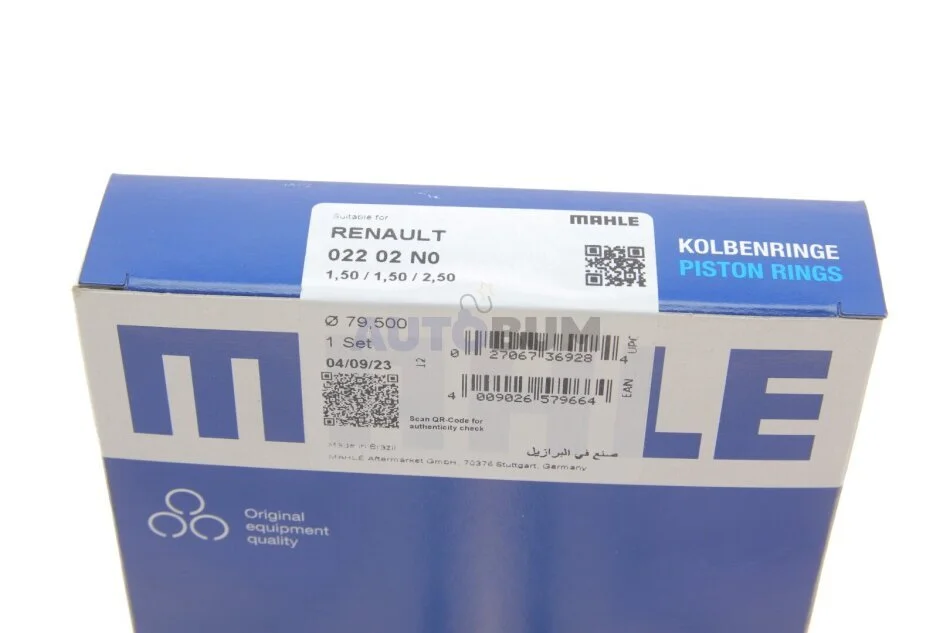 Suitable for
MAHLE
RENAULT
022 02 N0
1,50 / 1,50 / 2,50
KOLBENRINGE
PISTON RINGS
Ø 79,500
AUTORUM
1 Set
04/09/23
12
0 27067 36928 4
UPC
4 009026 579664
EAN
Scan QR-Code for
authenticity check
Made in Brazil
صنع في البرازيل
MAHLE Aftermarket GmbH, 70376 Stuttgart, Germany
MAHLE
Original
equipment
quality